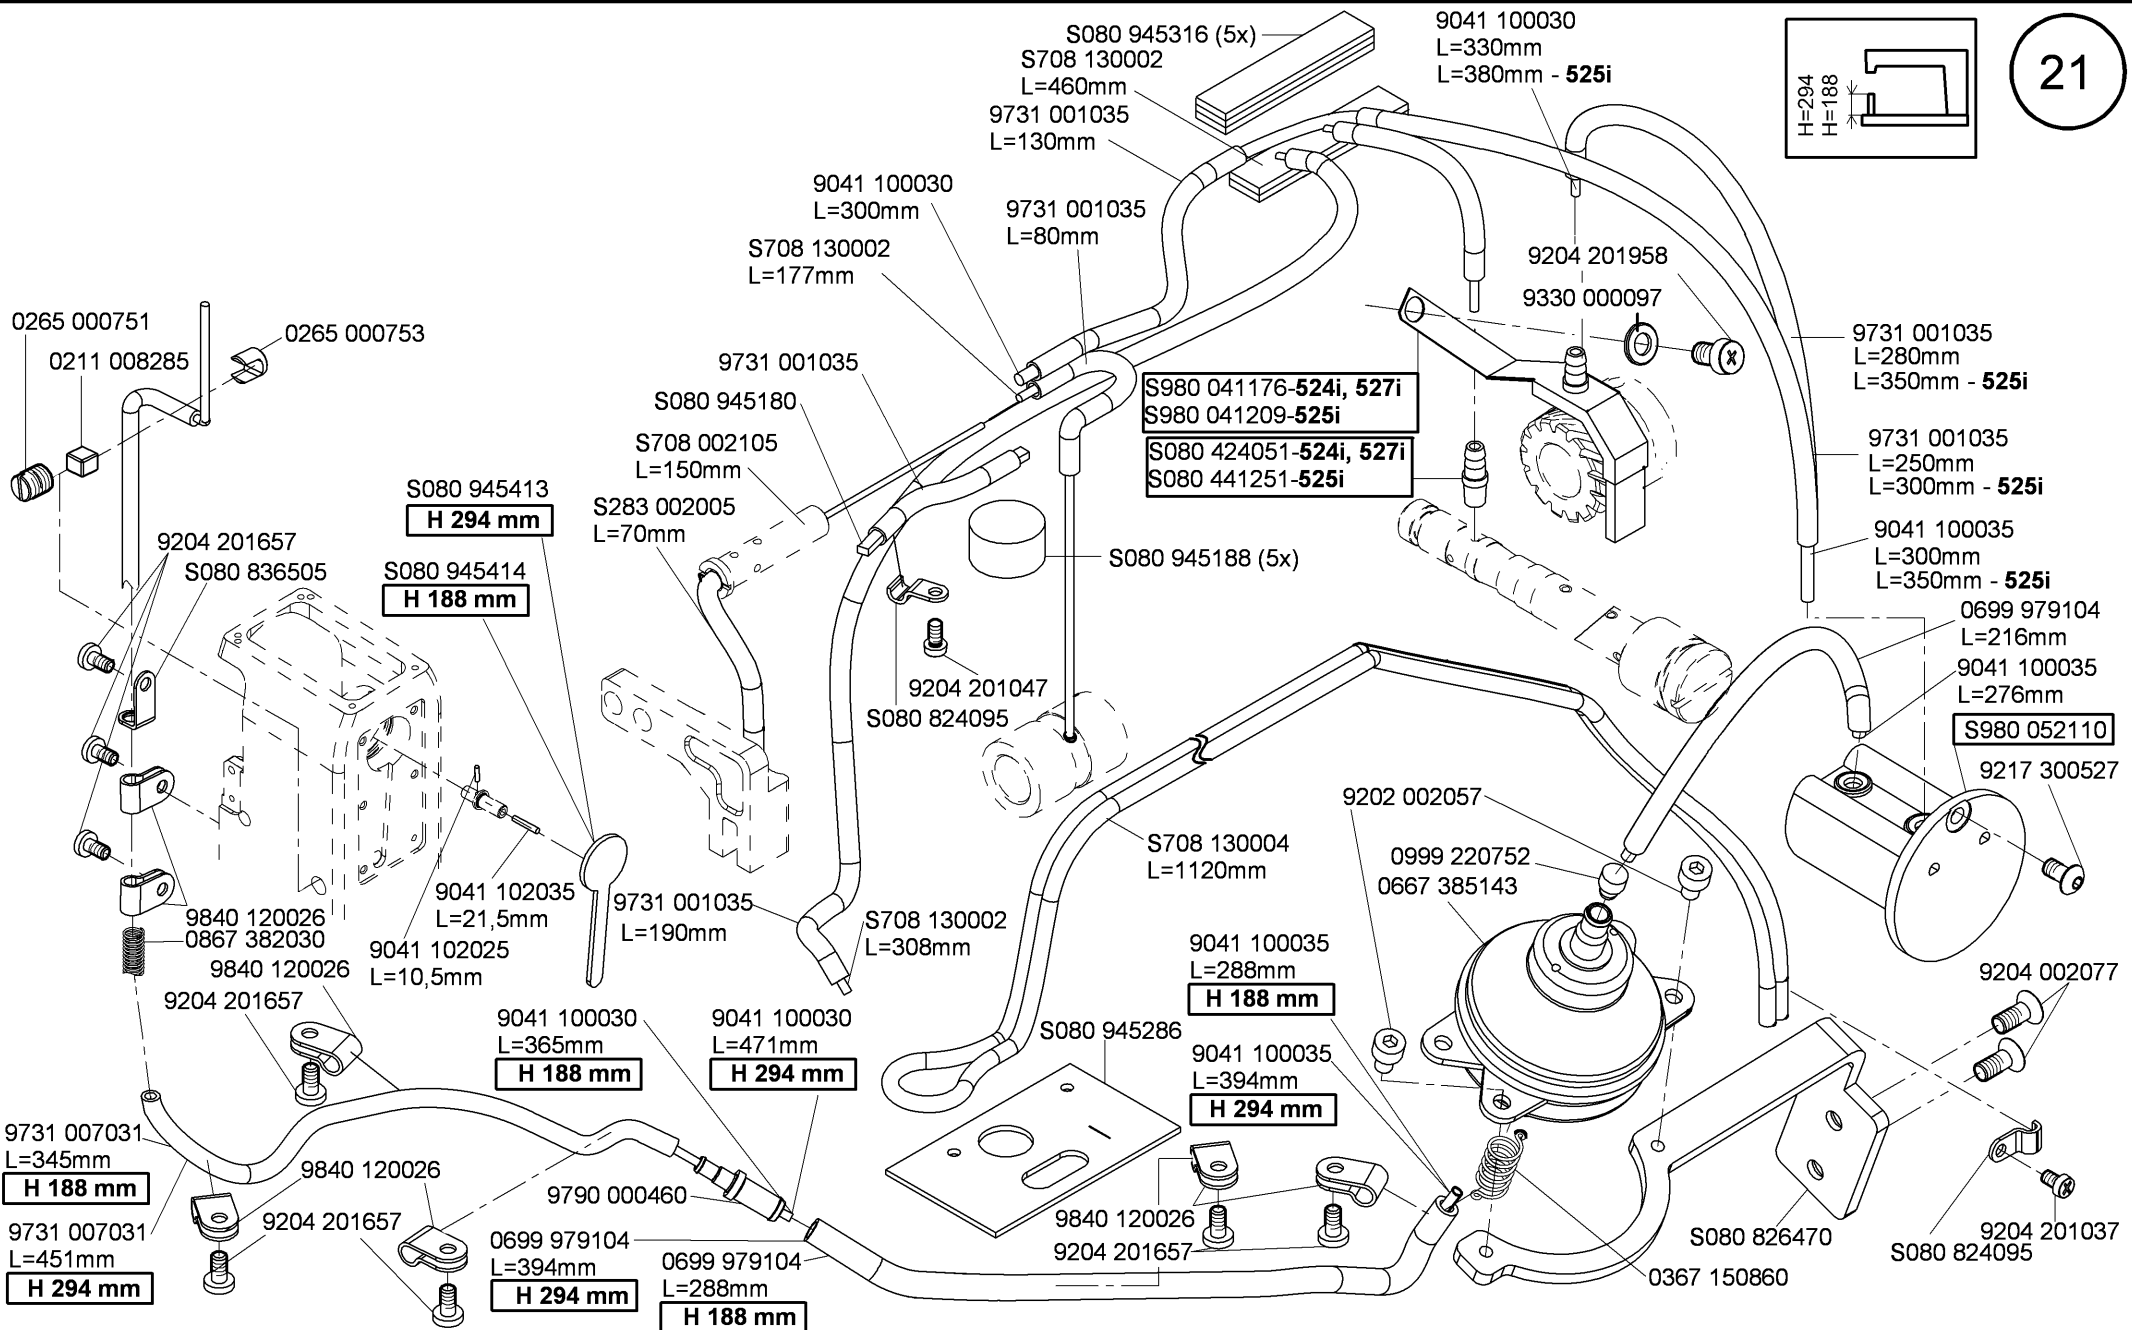 S080 945316 (5x)
S708 130002
L=460mm
9731 001035
L=130mm
9041 100030
L=330mm
L=380mm - 525i
H=294
H=188
21
9041 100030
L=300mm
9731 001035
L=80mm
S708 130002
L=177mm
9204 201958
9330 000097
0265 000751
0211 008285
0265 000753
9731 001035
L=280mm
L=350mm - 525i
9731 001035
S080 945180
S980 041176-524i, 527i
S980 041209-525i
S080 424051-524i, 527i
S080 441251-525i
9731 001035
L=250mm
L=300mm - 525i
S708 002105
L=150mm
S080 945413
H 294 mm
S283 002005
L=70mm
9204 201657
S080 836505
S080 945414
H 188 mm
S080 945188 (5x)
9041 100035
L=300mm
L=350mm - 525i
0699 979104
L=216mm
9041 100035
L=276mm
S980 052110
9204 201047
S080 824095
9217 300527
9202 002057
S708 130004
L=1120mm
0999 220752
0667 385143
9041 102035
L=21,5mm
9731 001035
L=190mm
S708 130002
L=308mm
9840 120026
0867 382030
9041 102025
L=10,5mm
9840 120026
9204 201657
9041 100035
L=288mm
H 188 mm
9204 002077
9041 100030
L=365mm
H 188 mm
9041 100030
L=471mm
H 294 mm
S080 945286
9041 100035
L=394mm
H 294 mm
9731 007031
L=345mm
H 188 mm
9840 120026
9790 000460
9840 120026
9204 201657
9731 007031
L=451mm
H 294 mm
9204 201657
0699 979104
L=394mm
H 294 mm
0699 979104
L=288mm
H 188 mm
S080 826470
9204 201037
S080 824095
0367 150860